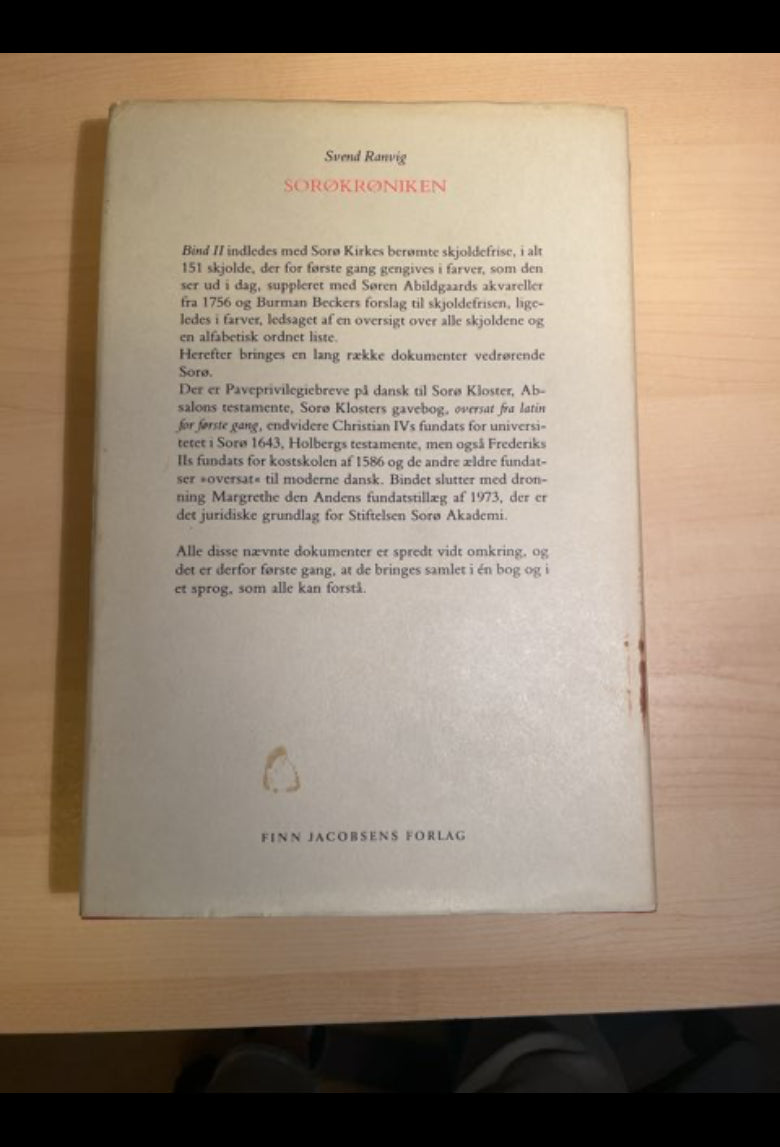 Svend Ranvig
SORØKRØNIKEN
Bind II indledes med Sorø Kirkes berømte skjoldefrise, i alt
151 skjolde, der for første gang gengives i farver, som den
ser ud i dag, suppleret med Søren Abildgaards akvareller
fra 1756 og Burman Beckers forslag til skjoldefrisen, lige-
ledes i farver, ledsaget af en oversigt over alle skjoldene og
en alfabetisk ordnet liste.
Herefter bringes en lang række dokumenter vedrørende
Sorø.
Der er Paveprivilegiebreve på dansk til Sorø Kloster, Ab-
salons testamente, Sorø Klosters gavebog, oversat fra latin
for første gang, endvidere Christian IVs fundats for universi-
tetet i Sorø 1643, Holbergs testamente, men også Frederiks
IIs fundats for kostskolen af 1586 og de andre ældre fundat-
ser »oversat« til moderne dansk. Bindet slutter med dron-
ning Margrethe den Andens fundatstillæg af 1973, der er
det juridiske grundlag for Stiftelsen Sorø Akademi.
Alle disse nævnte dokumenter er spredt vidt omkring, og
det er derfor første gang, at de bringes samlet i én bog og i
et sprog, som alle kan forstå.
FINN JACOBSENS FORLAG